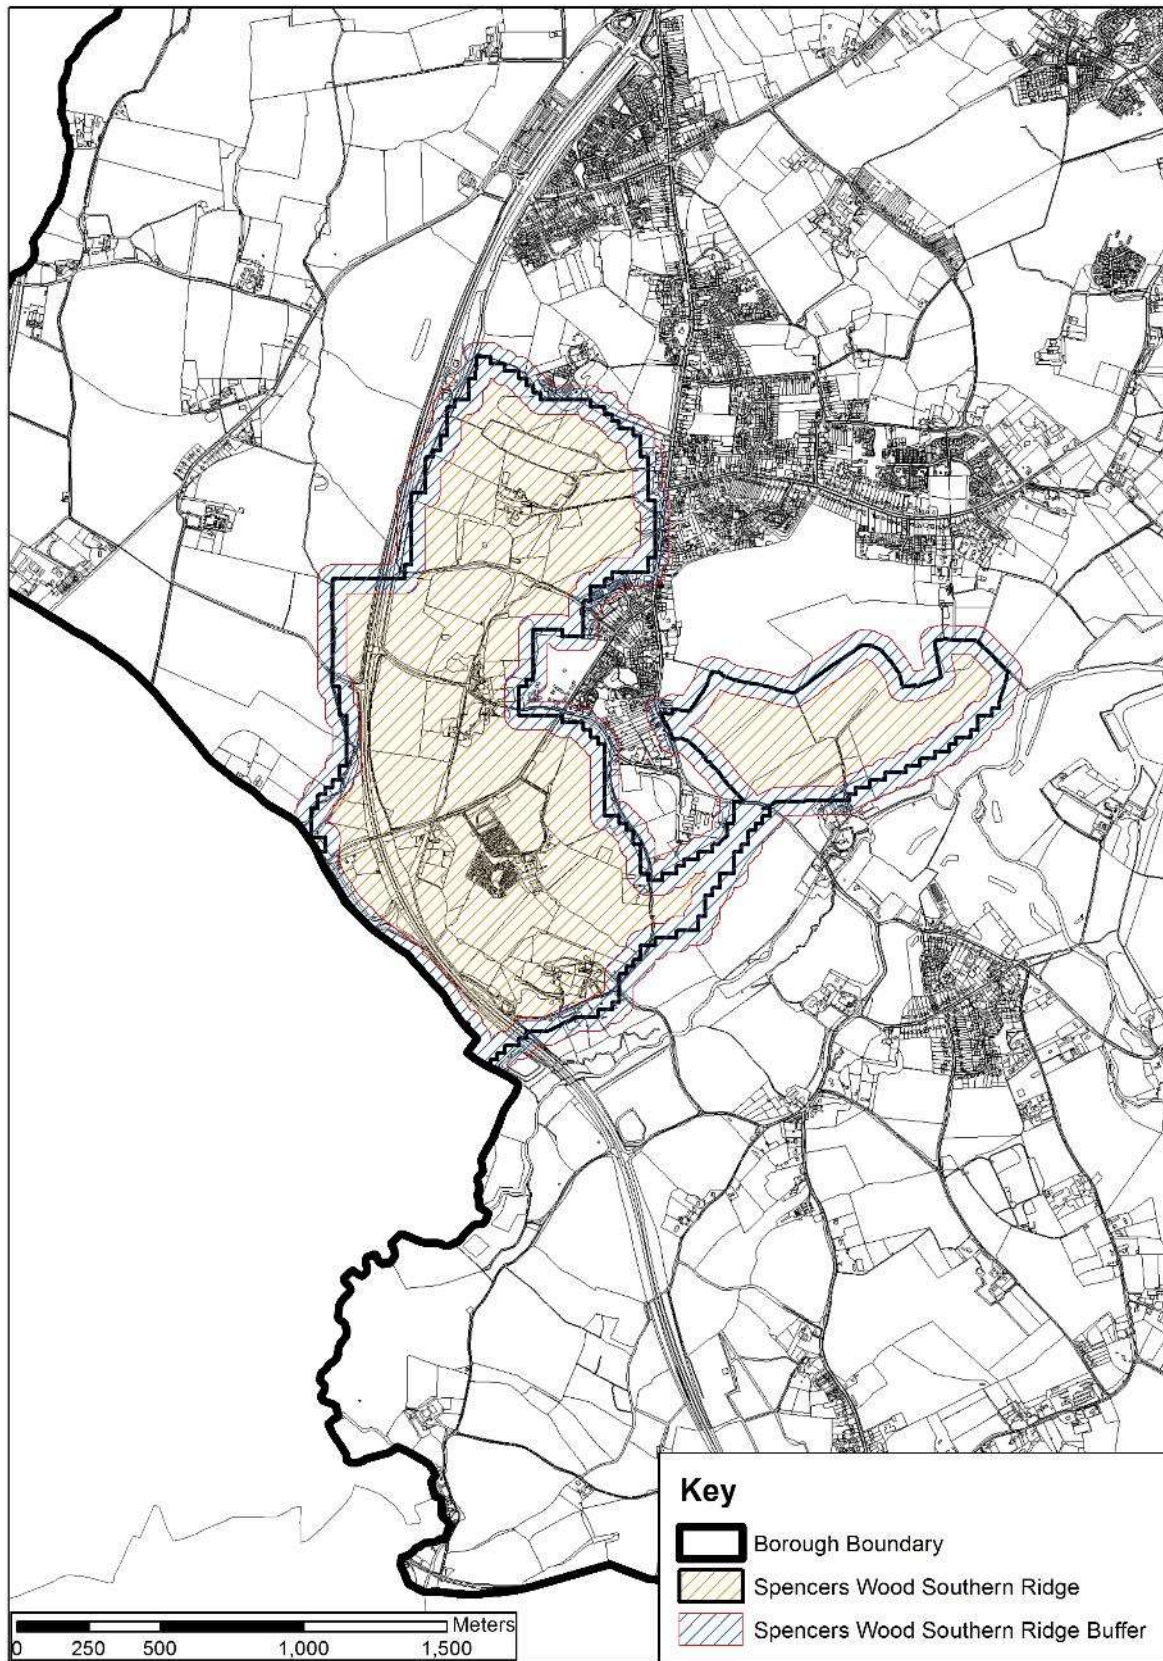 Key
Borough Boundary
Spencers Wood Southern Ridge
Spencers Wood Southern Ridge Buffer
Meters
0 250 500 1,000 1,500